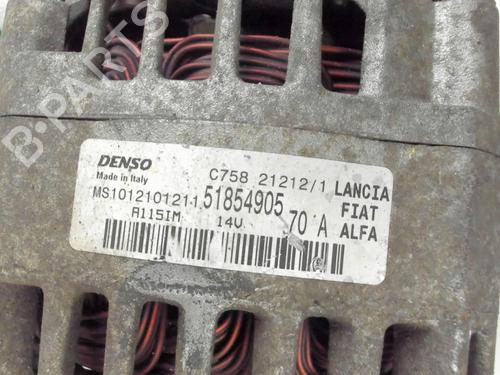 B-PARTS
DENSO C758 21212/1 LANCIA
Made in Italy
MS1012101211 51854905 FIAT
A115IM 14V 70 A ALFA